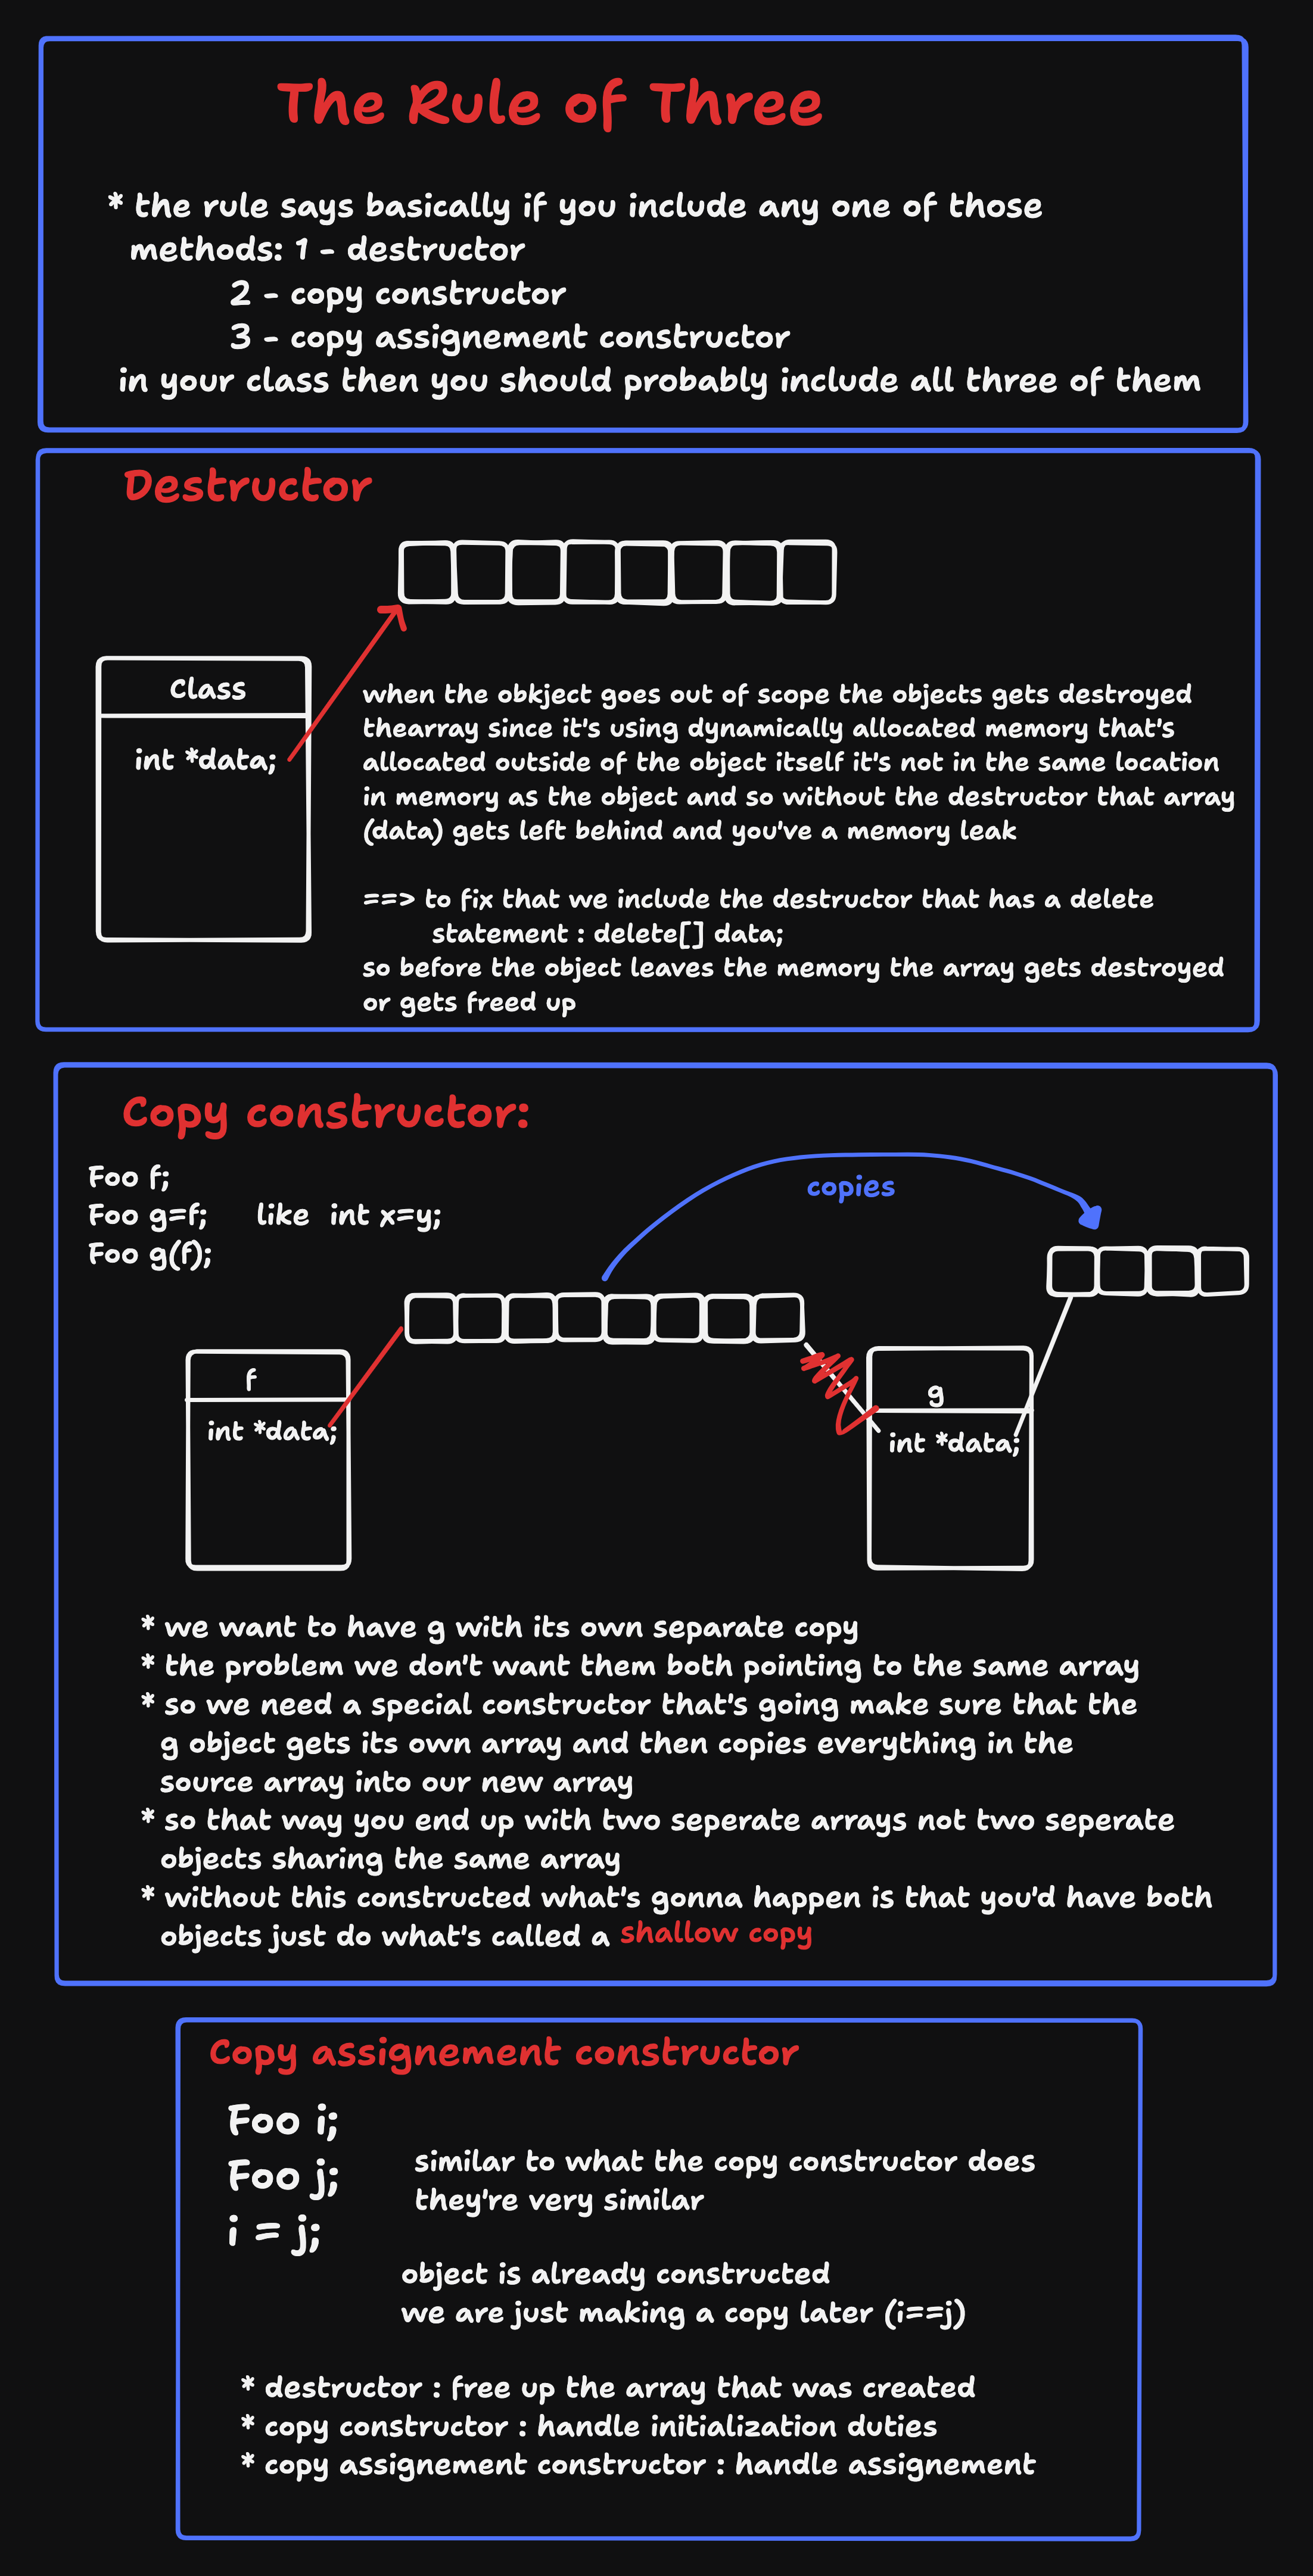 The Rule of Three
* the rule says basically if you include any one of those
methods: 1 - destructor
2 - copy constructor
3 - copy assignement constructor
in your class then you should probably include all three of them
Destructor
Class
int *data;
when the obkject goes out of scope the objects gets destroyed
thearray since it's using dynamically allocated memory that's
allocated outside of the object itself it's not in the same location
in memory as the object and so without the destructor that array
(data) gets left behind and you've a memory leak
==> to fix that we include the destructor that has a delete
statement : delete[] data;
so before the object leaves the memory the array gets destroyed
or gets freed up
Copy constructor:
Foo f;
Foo g=f; like int x=y;
Foo g(f);
copies
f
int *data;
g
int *data;
* we want to have g with its own separate copy
* the problem we don't want them both pointing to the same array
* so we need a special constructor that's going make sure that the
g object gets its own array and then copies everything in the
source array into our new array
* so that way you end up with two seperate arrays not two seperate
objects sharing the same array
* without this constructed what's gonna happen is that you'd have both
objects just do what's called a shallow copy
Copy assignement constructor
Foo i;
Foo j;
i = j;
similar to what the copy constructor does
they're very similar
object is already constructed
we are just making a copy later (i==j)
* destructor : free up the array that was created
* copy constructor : handle initialization duties
* copy assignement constructor : handle assignement